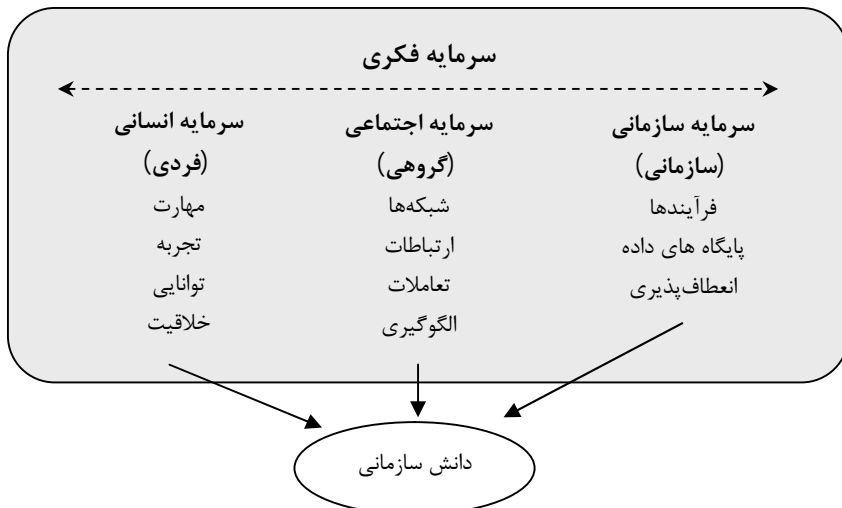 سرمایه فکری
سرمایه سازمانی
(سازمانی)
فرآیندها
پایگاه های داده
انعطاف‌پذیری
سرمایه اجتماعی
(گروهی)
شبکه‌ها
ارتباطات
تعاملات
الگوگیری
سرمایه انسانی
(فردی)
مهارت
تجربه
توانایی
خلاقیت
دانش سازمانی